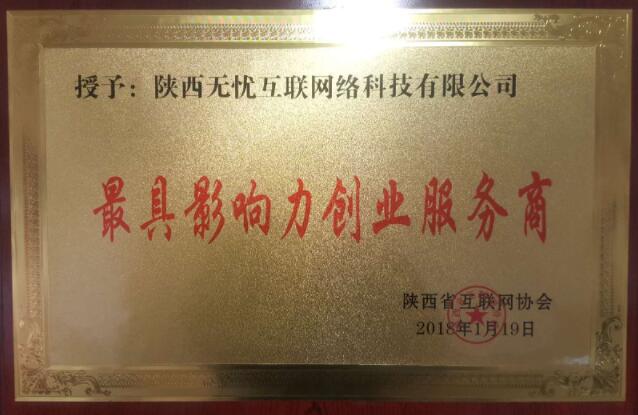 授予：陕西无忧互联网络科技有限公司
最具影响力创业服务商
陕西省互联网协会
2018年1月19日